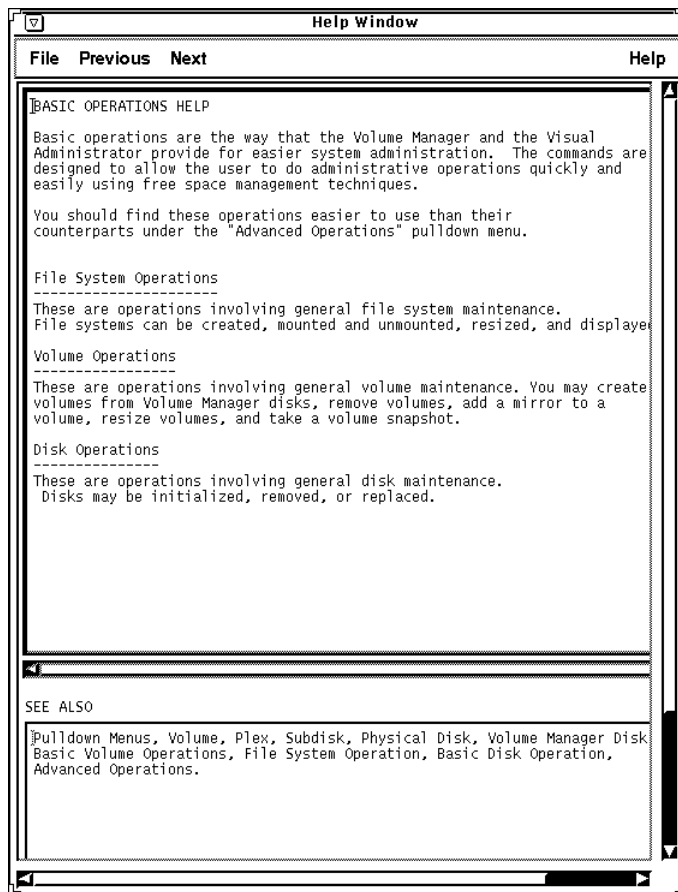 Help Window
File Previous Next Help
BASIC OPERATIONS HELP
Basic operations are the way that the Volume Manager and the Visual
Administrator provide for easier system administration. The commands are
designed to allow the user to do administrative operations quickly and
easily using free space management techniques.
You should find these operations easier to use than their
counterparts under the "Advanced Operations" pulldown menu.
File System Operations
-----------------------
These are operations involving general file system maintenance.
File systems can be created, mounted and unmounted, resized, and displaye
Volume Operations
-----------------
These are operations involving general volume maintenance. You may create
volumes from Volume Manager disks, remove volumes, add a mirror to a
volume, resize volumes, and take a volume snapshot.
Disk Operations
---------------
These are operations involving general disk maintenance.
Disks may be initialized, removed, or replaced.
SEE ALSO
Pulldown Menus, Volume, Plex, Subdisk, Physical Disk, Volume Manager Disk
Basic Volume Operations, File System Operation, Basic Disk Operation,
Advanced Operations.